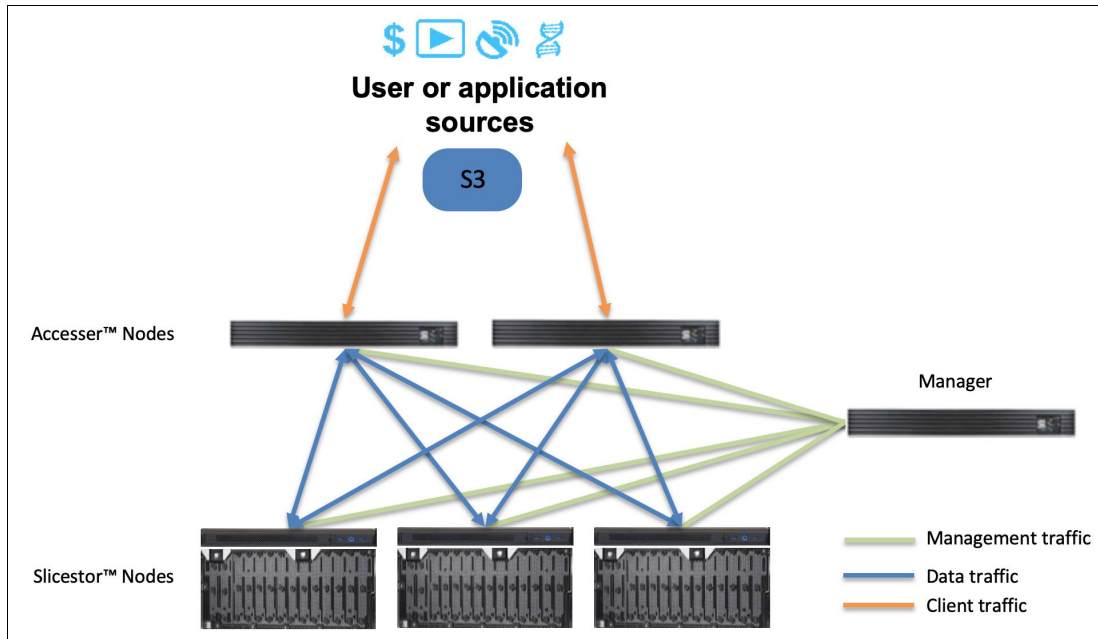 $
User or application
sources
S3
Accesser™ Nodes
Manager
Slicestor™ Nodes
Management traffic
Data traffic
Client traffic